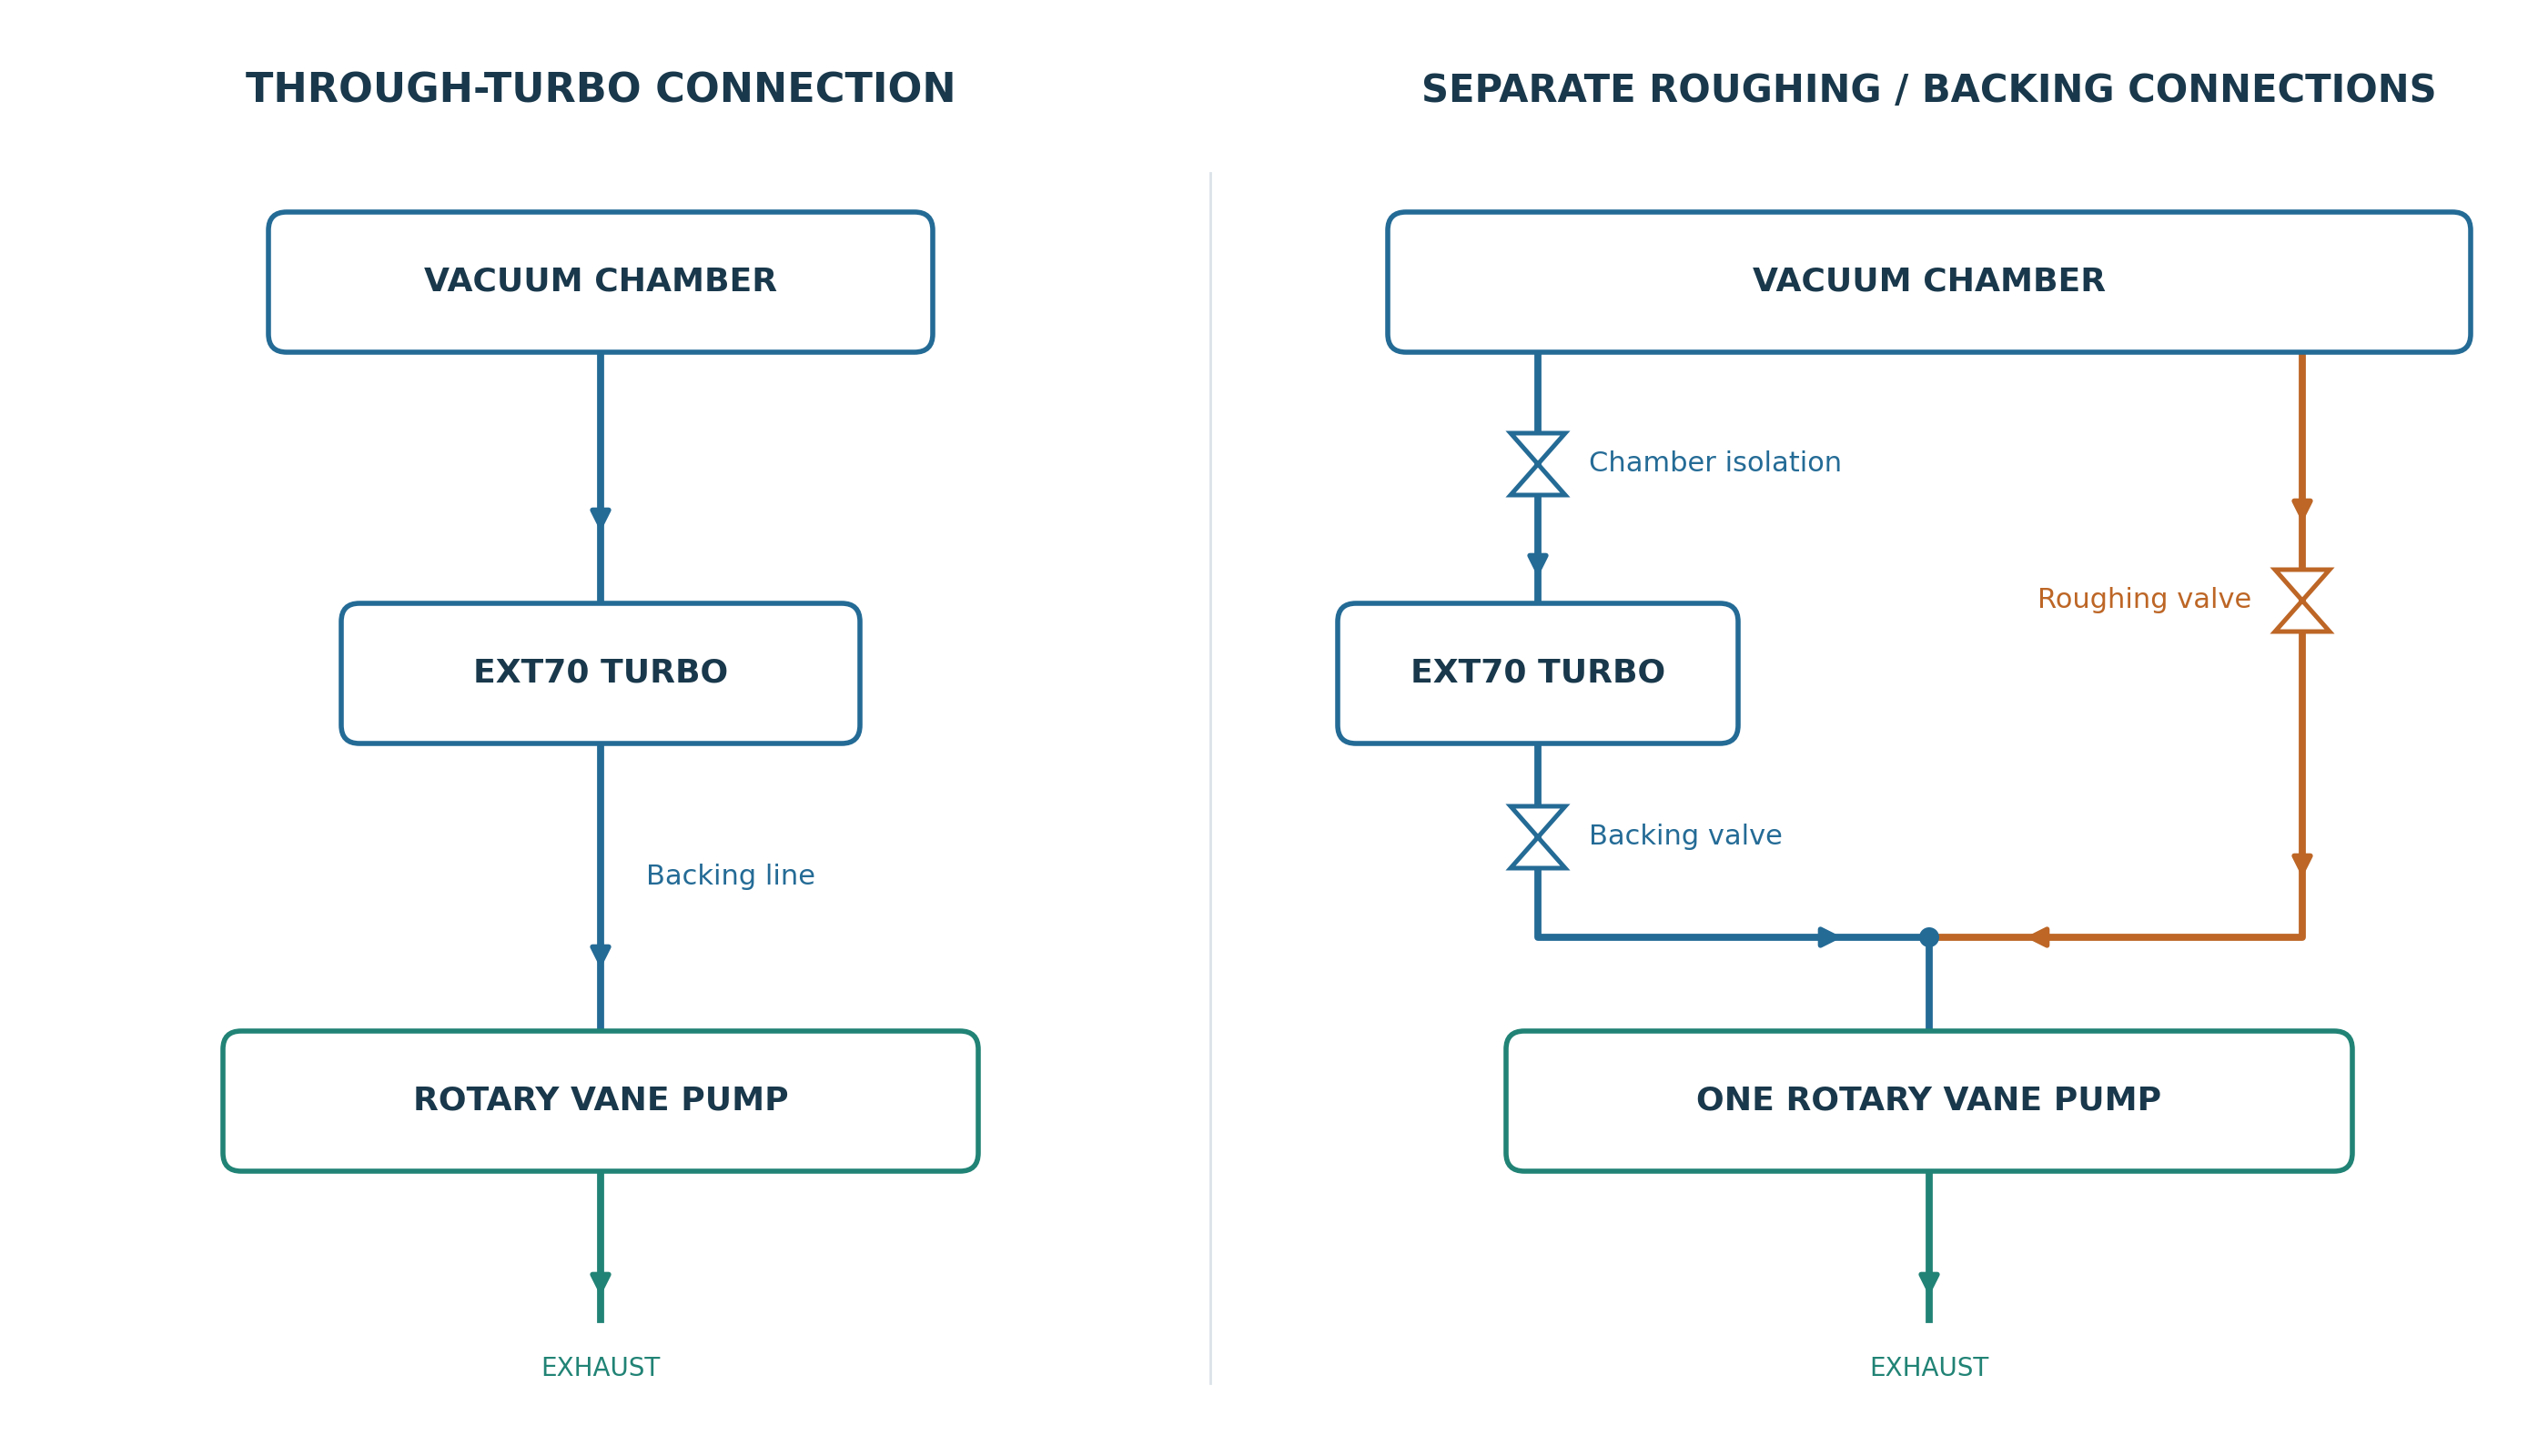 THROUGH-TURBO CONNECTION
VACUUM CHAMBER
EXT70 TURBO
Backing line
ROTARY VANE PUMP
EXHAUST
SEPARATE ROUGHING / BACKING CONNECTIONS
VACUUM CHAMBER
Chamber isolation
Roughing valve
EXT70 TURBO
Backing valve
ONE ROTARY VANE PUMP
EXHAUST